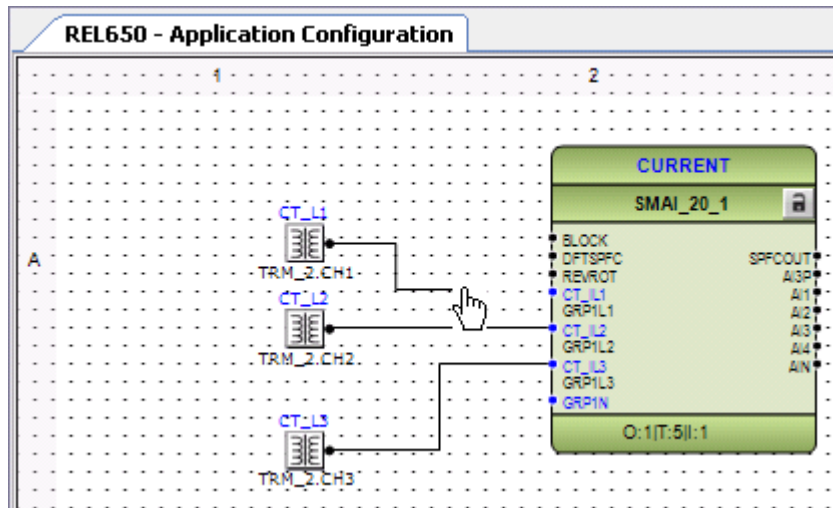 REL650 - Application Configuration
1
2
A
CT_L1
TRM_2.CH1
CT_L2
TRM_2.CH2
CT_L3
TRM_2.CH3
CURRENT
SMAI_20_1
BLOCK
DFTSPFC
REVROT
CT_IL1
GRP1L1
CT_IL2
GRP1L2
CT_IL3
GRP1L3
GRP1N
SPFCOUT
AI3P
AI1
AI2
AI3
AI4
AIN
O:1|T:5|I:1